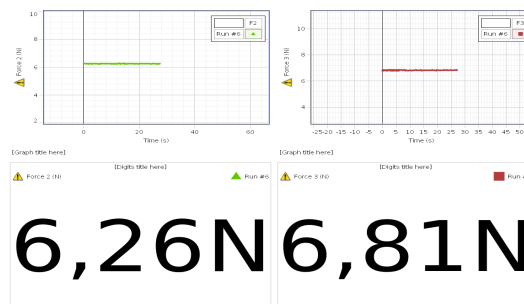 10
8
6
4
2
Force 2 (N)
F2
Run #6
0
20
40
60
Time (s)
[Graph title here]
10
8
6
4
Force 3 (N)
F3
Run #6
-25
-20
-15
-10
-5
0
5
10
15
20
25
30
35
40
45
50
Time (s)
[Graph title here]
[Digits title here]
Force 2 (N)
Run #6
6,26N
[Digits title here]
Force 3 (N)
Run
6,81N